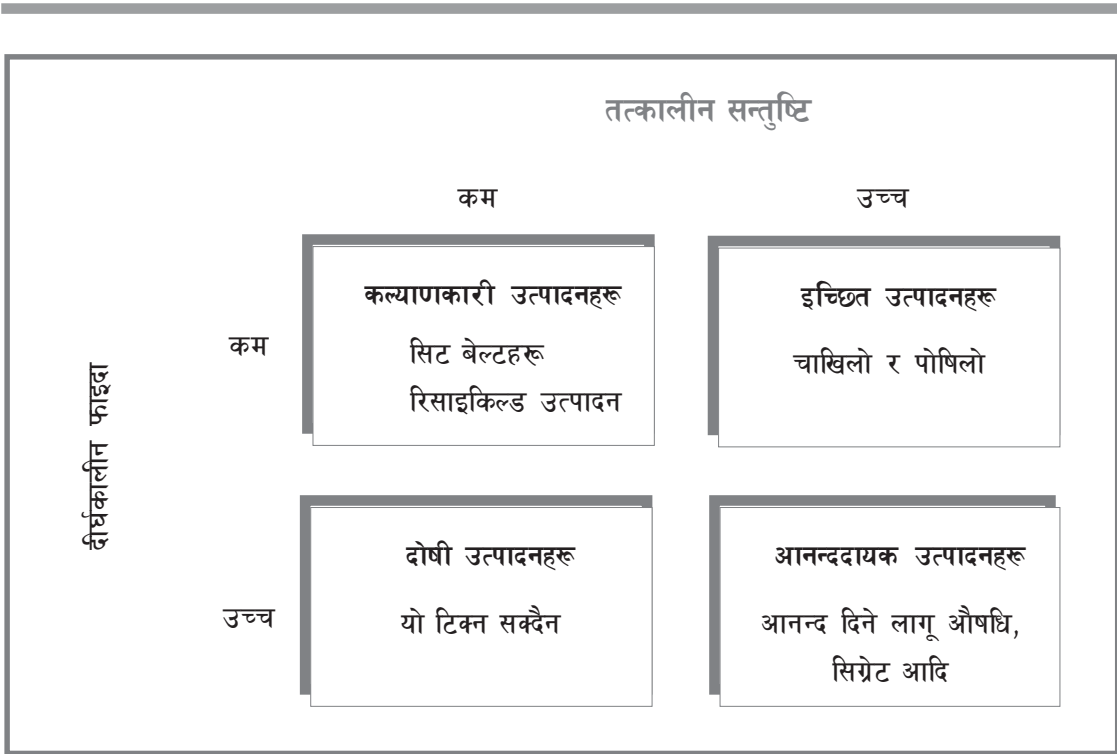 तत्कालीन सन्तुष्टि
कम
उच्च
दीर्घकालीन फाइदा
कम
कल्याणकारी उत्पादनहरू
सिट बेल्टहरू
रिसाइकिल्ड उत्पादन
इच्छित उत्पादनहरू
चाखिलो र पोषिलो
उच्च
दोषी उत्पादनहरू
यो टिक्न सक्दैन
आनन्ददायक उत्पादनहरू
आनन्द दिने लागू औषधि,
सिग्रेट आदि